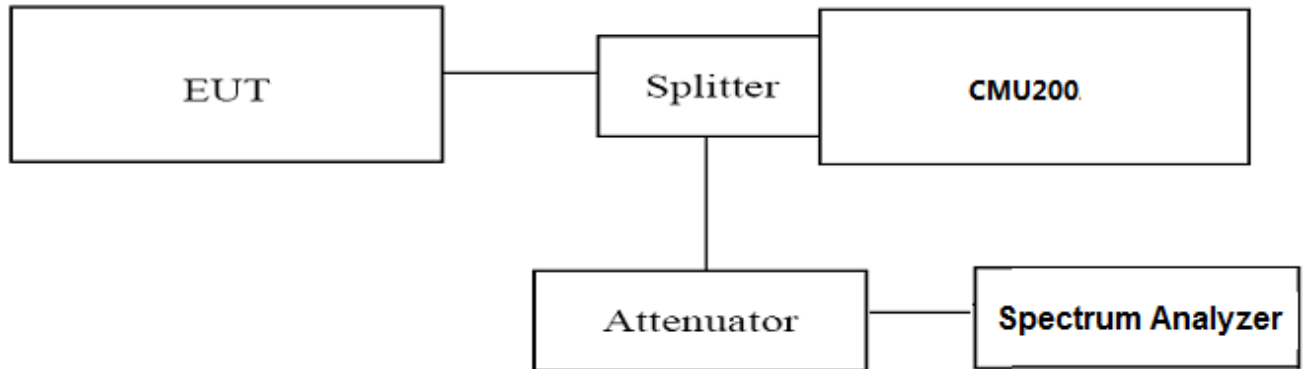 EUT
Splitter
CMU200
Attenuator
Spectrum Analyzer